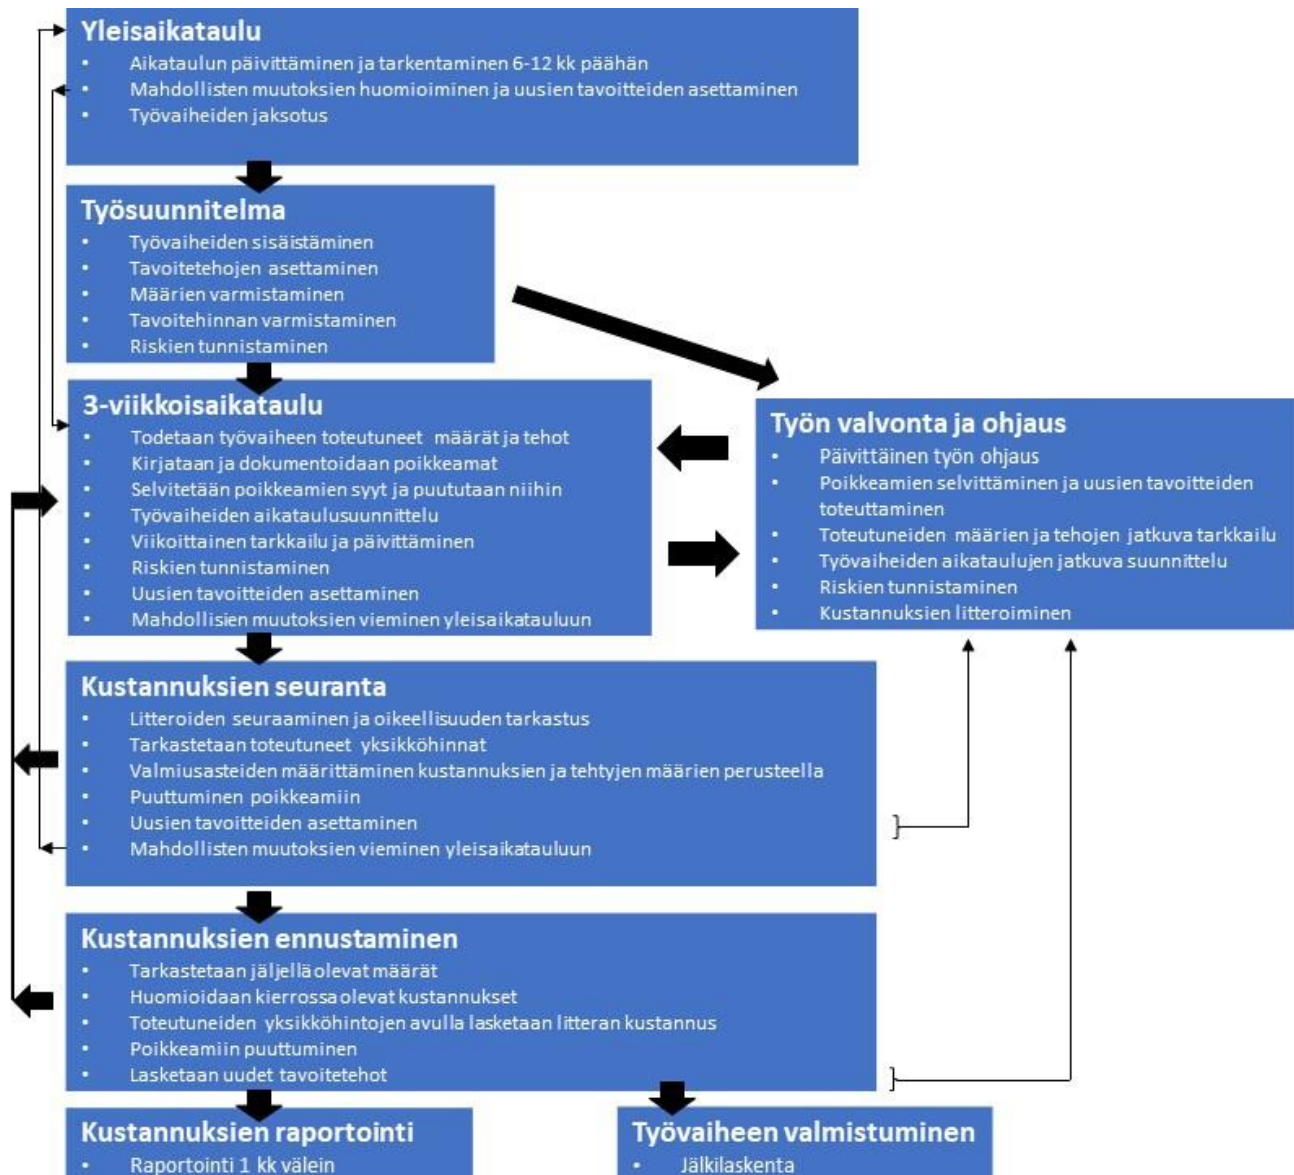 Yleisaikataulu
• Aikataulun päivittäminen ja tarkentaminen 6-12 kk päähän
• Mahdollisten muutoksien huomioiminen ja uusien tavoitteiden asettaminen
• Työvaiheiden jaksotus
Työsuunnitelma
• Työvaiheiden sisäistäminen
• Tavoitetehojen asettaminen
• Määrien varmistaminen
• Tavoitehinnan varmistaminen
• Riskien tunnistaminen
3-viikkoisaikataulu
• Todetaan työvaiheen toteutuneet määrät ja tehot
• Kirjataan ja dokumentoidaan poikkeamat
• Selvitetään poikkeamien syyt ja puututaan niihin
• Työvaiheiden aikataulusuunnittelu
• Viikoittainen tarkkailu ja päivittäminen
• Riskien tunnistaminen
• Uusien tavoitteiden asettaminen
• Mahdollisien muutoksien vieminen yleisaikatauluun
Työn valvonta ja ohjaus
• Päivittäinen työn ohjaus
• Poikkeamien selvittäminen ja uusien tavoitteiden
toteuttaminen
• Toteutuneiden määrien ja tehojen jatkuva tarkkailu
• Työvaiheiden aikataulujen jatkuva suunnittelu
• Riskien tunnistaminen
• Kustannuksien litteroiminen
Kustannuksien seuranta
• Litteroiden seuraaminen ja oikeellisuuden tarkastus
• Tarkastetaan toteutuneet yksikköhinnat
• Valmiusasteiden määrittäminen kustannuksien ja tehtyjen määrien perusteella
• Puuttuminen poikkeamiin
• Uusien tavoitteiden asettaminen
• Mahdollisten muutoksien vieminen yleisaikatauluun
Kustannuksien ennustaminen
• Tarkastetaan jäljellä olevat määrät
• Huomioidaan kierrossa olevat kustannukset
• Toteutuneiden yksikköhintojen avulla lasketaan litteran kustannus
• Poikkeamiin puuttuminen
• Lasketaan uudet tavoitetehot
Kustannuksien raportointi
• Raportointi 1 kk välein
Työvaiheen valmistuminen
• Jälkilaskenta